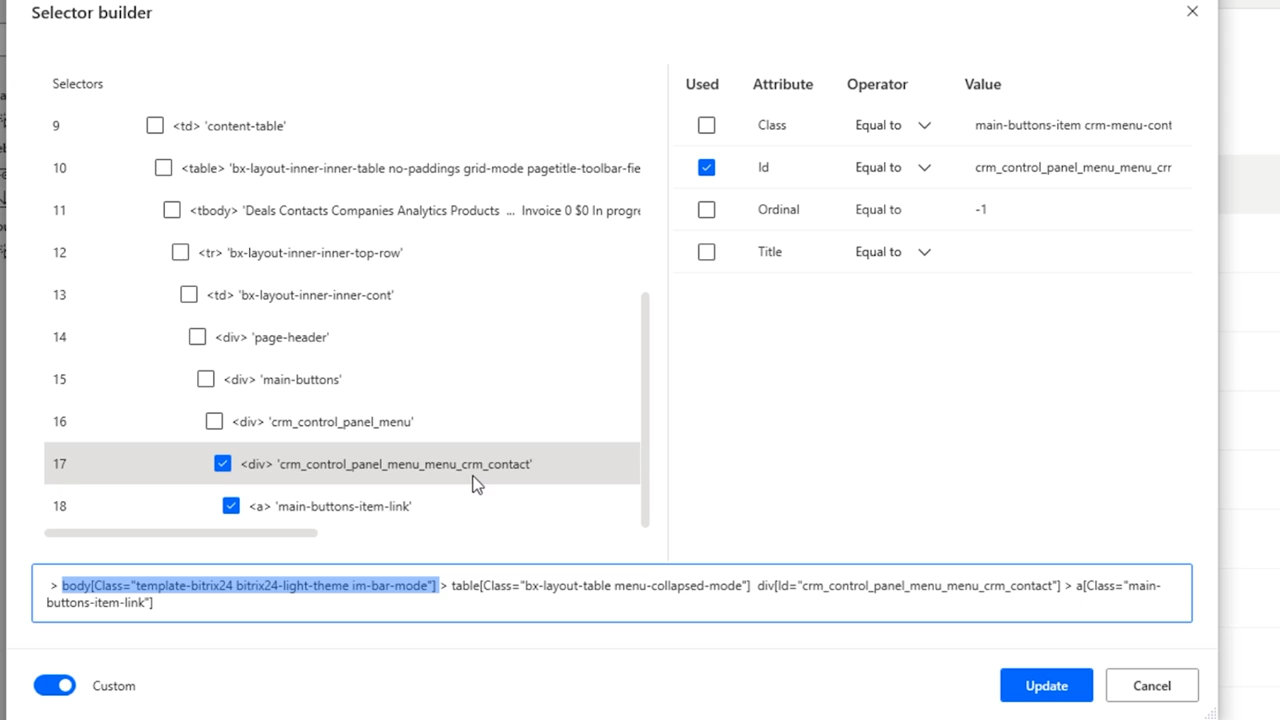 Selector builder
Selectors
Used Attribute Operator Value
9 <td> 'content-table'
Class Equal to main-buttons-item crm-menu-cont
10 <table> 'bx-layout-inner-inner-table no-paddings grid-mode pagetitle-toolbar-fie
Id Equal to crm_control_panel_menu_menu_crr
11 <tbody> 'Deals Contacts Companies Analytics Products ... Invoice 0 $0 In progre
Ordinal Equal to -1
12 <tr> 'bx-layout-inner-inner-top-row'
Title Equal to
13 <td> 'bx-layout-inner-inner-cont'
14 <div> 'page-header'
15 <div> 'main-buttons'
16 <div> 'crm_control_panel_menu'
17 <div> 'crm_control_panel_menu_menu_crm_contact'
18 <a> 'main-buttons-item-link'
> body[Class="template-bitrix24 bitrix24-light-theme im-bar-mode"] > table[Class="bx-layout-table menu-collapsed-mode"] div[Id="crm_control_panel_menu_menu_crm_contact"] > a[Class="main-
buttons-item-link"]
Custom
Update
Cancel